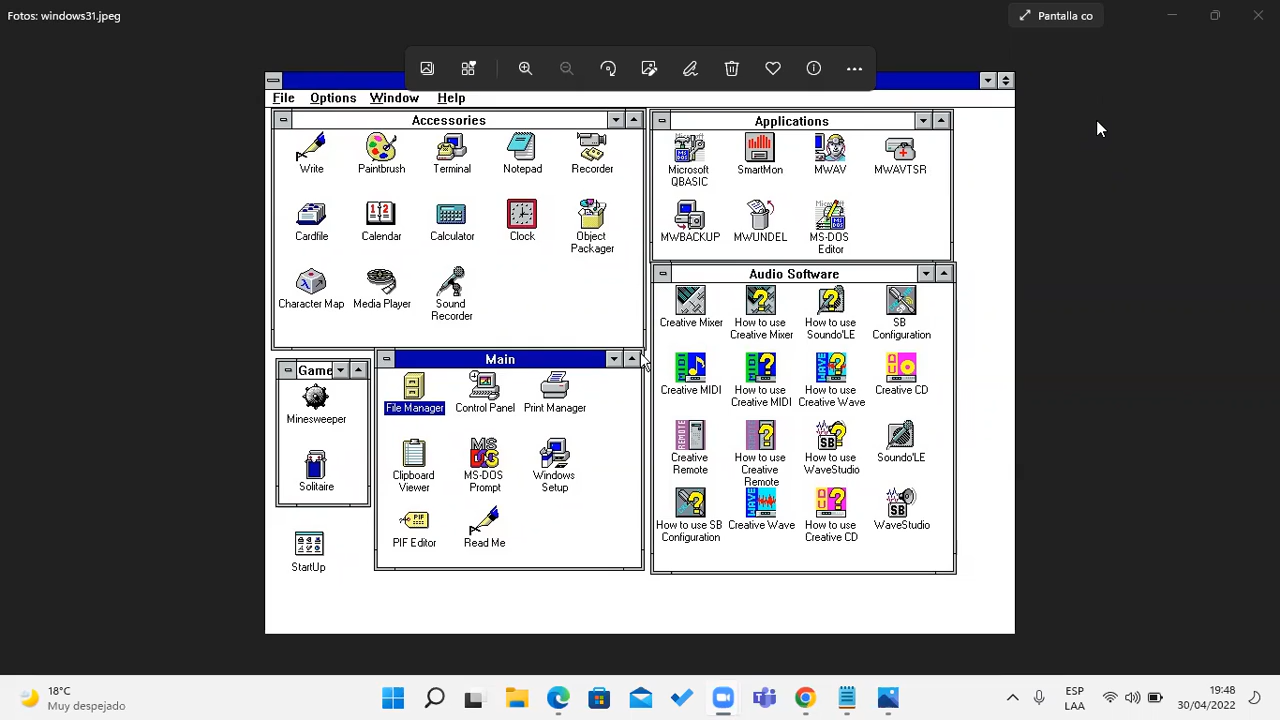 Fotos: windows31.jpeg
Pantalla co
File Options Window Help
Accessories
Write Paintbrush Terminal Notepad Recorder
Cardfile Calendar Calculator Clock Object
Packager
Character Map Media Player Sound
Recorder
Applications
Microsoft SmartMon MWAV MWAVTSR
QBASIC
MWBACKUP MWUNDEL MS-DOS
Editor
Audio Software
Creative Mixer How to use How to use SB
Creative Mixer Soundo'LE Configuration
Creative MIDI How to use How to use Creative CD
Creative MIDI Creative Wave
Creative How to use How to use Soundo'LE
Remote Creative WaveStudio
Remote
How to use SB Creative Wave How to use WaveStudio
Configuration Creative CD
Game
Minesweeper
Solitaire
StartUp
Main
File Manager Control Panel Print Manager
Clipboard MS-DOS Windows
Viewer Prompt Setup
PIF Editor Read Me
18°C
Muy despejado
ESP
LAA
19:48
30/04/2022